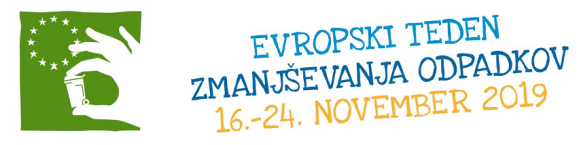 EVROPSKI TEDEN
ZMANJŠEVANJA ODPADKOV
16.-24. NOVEMBER 2019